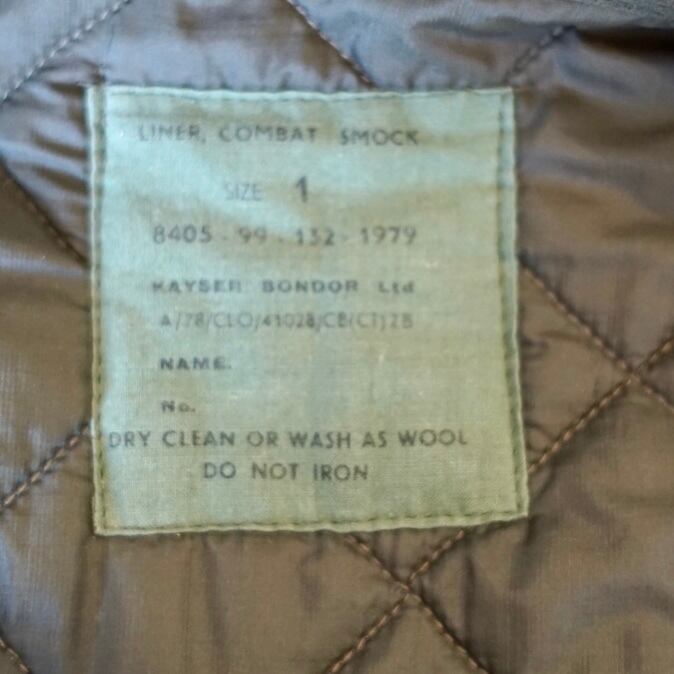 LINER, COMBAT SMOCK
SIZE 1
8405-99.132-1979
KAYSER BONDOR Ltd
A/78/CLO/41028/CB(CT)2B
NAME.
No.
DRY CLEAN OR WASH AS WOOL
DO NOT IRON